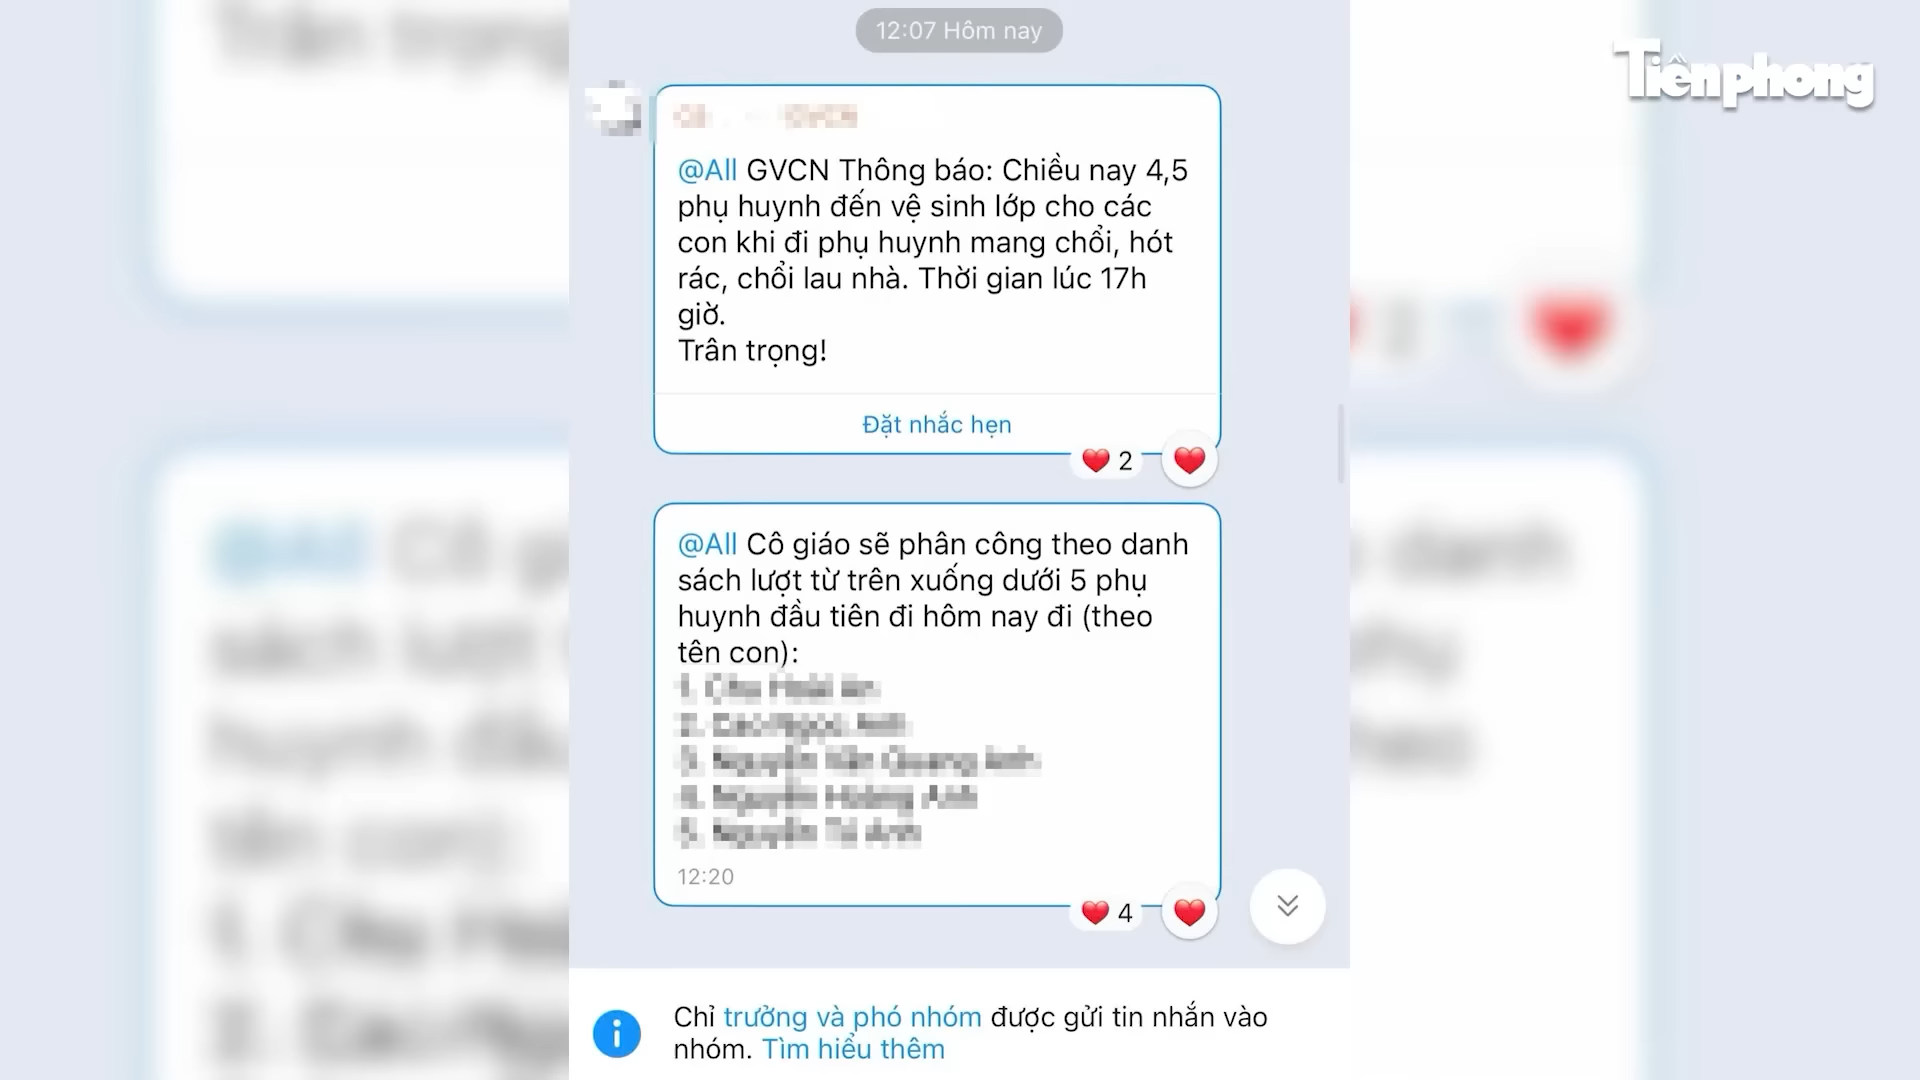 12:07 Hôm nay
Tiền phong
@All GVCN Thông báo: Chiều nay 4,5
phụ huynh đến vệ sinh lớp cho các
con khi đi phụ huynh mang chổi, hót
rác, chổi lau nhà. Thời gian lúc 17h
giờ.
Trân trọng!
Đặt nhắc hẹn
2
@All Cô giáo sẽ phân công theo danh
sách lượt từ trên xuống dưới 5 phụ
huynh đầu tiên đi hôm nay đi (theo
tên con):
12:20
4
Chỉ trưởng và phó nhóm được gửi tin nhắn vào
nhóm. Tìm hiểu thêm